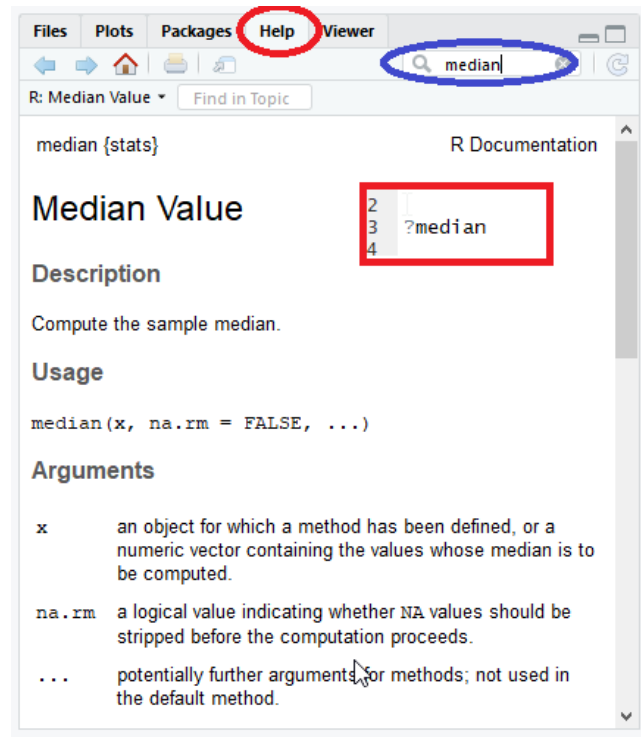 Files Plots Packages Help Viewer
median
R: Median Value Find in Topic
median {stats} R Documentation
Median Value
2
3 ?median
4
Description
Compute the sample median.
Usage
median(x, na.rm = FALSE, ...)
Arguments
x an object for which a method has been defined, or a
numeric vector containing the values whose median is to
be computed.
na.rm a logical value indicating whether NA values should be
stripped before the computation proceeds.
... potentially further arguments for methods; not used in
the default method.